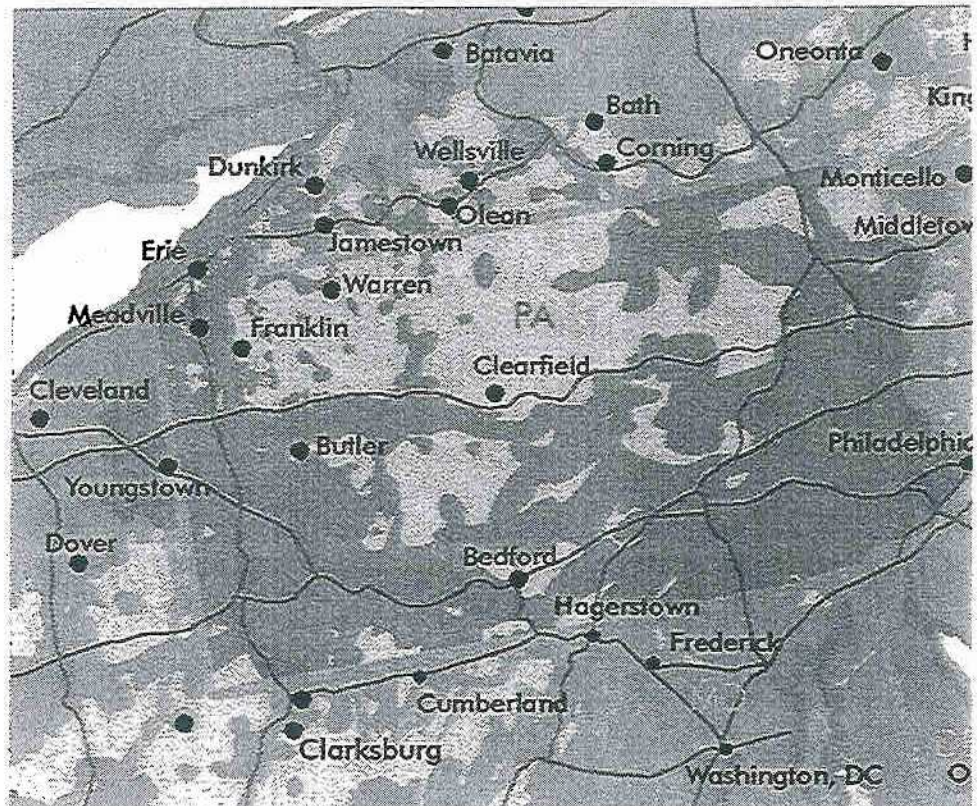 Batavia
Oneonta
Bath
Wellsville
Corning
Dunkirk
Monticello
Olean
Jamestown
Erie
Warren
Meadville
Franklin
PA
Clearfield
Cleveland
Butler
Youngstown
Dover
Bedford
Hagerstown
Frederick
Cumberland
Clarksburg
Washington, DC